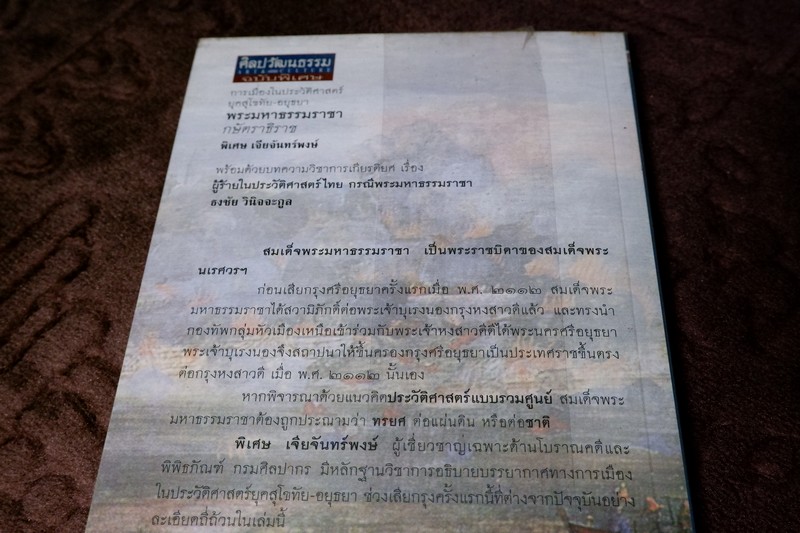 ศิลปวัฒนธรรม
ฉบับพิเศษ
การเมืองในประวัติศาสตร์
ยุคสุโขทัย-อยุธยา
พระมหาธรรมราชา
กษัตราธิราช
พิเศษ เจียจันทร์พงษ์
พร้อมด้วยบทความวิชาการเกียรติยศ เรื่อง
ผู้ร้ายในประวัติศาสตร์ไทย กรณีพระมหาธรรมราชา
ธงชัย วินิจจะกูล
สมเด็จพระมหาธรรมราชา เป็นพระราชบิดาของสมเด็จพระ
นเรศวรฯ
ก่อนเสียกรุงศรีอยุธยาครั้งแรกเมื่อ พ.ศ. ๒๑๑๒ สมเด็จพระ
มหาธรรมราชาได้สวามิภักดิ์ต่อพระเจ้าบุเรงนองกรุงหงสาวดีแล้ว และทรงนำ
กองทัพกลุ่มหัวเมืองเหนือเข้าร่วมกับพระเจ้าหงสาวดีตีได้พระนครศรีอยุธยา
พระเจ้าบุเรงนองจึงสถาปนาให้ขึ้นครองกรุงศรีอยุธยาเป็นประเทศราชขึ้นตรง
ต่อกรุงหงสาวดี เมื่อ พ.ศ. ๒๑๑๒ นั้นเอง
หากพิจารณาด้วยแนวคิดประวัติศาสตร์แบบรวมศูนย์ สมเด็จพระ
มหาธรรมราชาต้องถูกประณามว่า ทรยศ ต่อแผ่นดิน หรือต่อชาติ
พิเศษ เจียจันทร์พงษ์ ผู้เชี่ยวชาญเฉพาะด้านโบราณคดีและ
พิพิธภัณฑ์ กรมศิลปากร มีหลักฐานวิชาการอธิบายบรรยากาศทางการเมือง
ในประวัติศาสตร์ยุคสุโขทัย-อยุธยา ช่วงเสียกรุงครั้งแรกนี้ที่ต่างจากปัจจุบันอย่าง
ละเอียดถี่ถ้วนในเล่มนี้